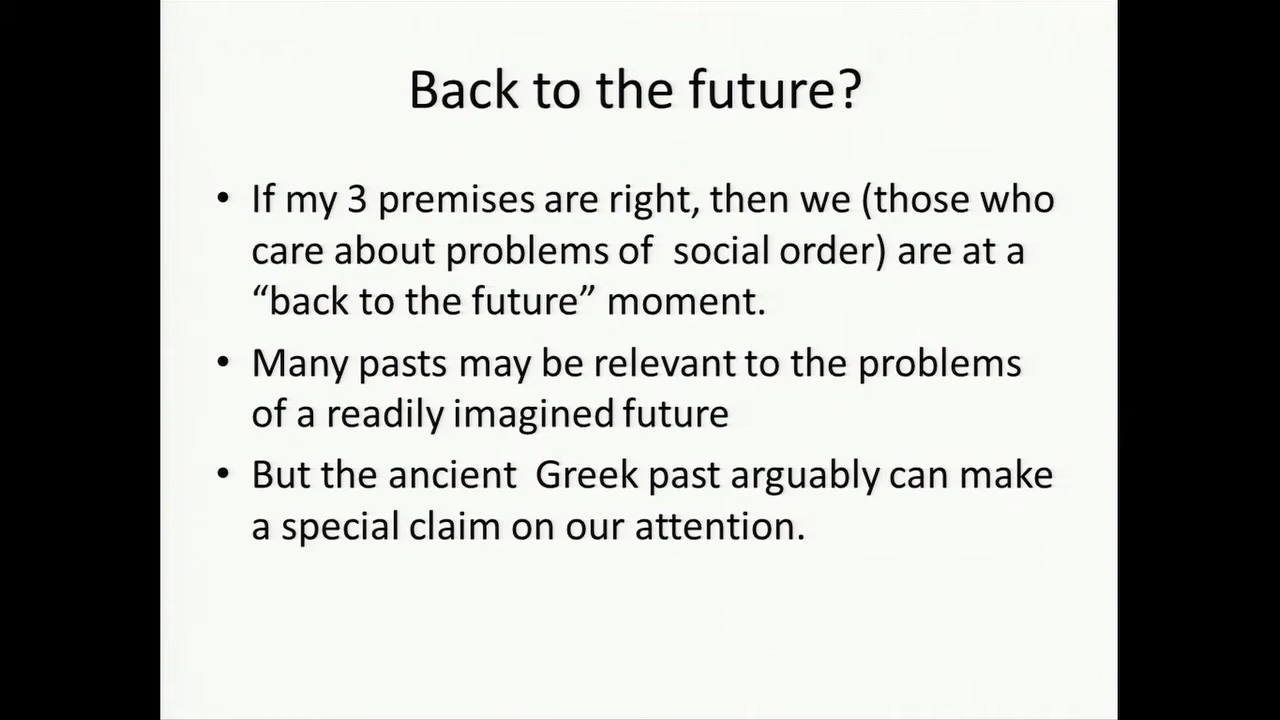 Back to the future?
• If my 3 premises are right, then we (those who
care about problems of  social order) are at a
“back to the future” moment.
• Many pasts may be relevant to the problems
of a readily imagined future
• But the ancient  Greek past arguably can make
a special claim on our attention.